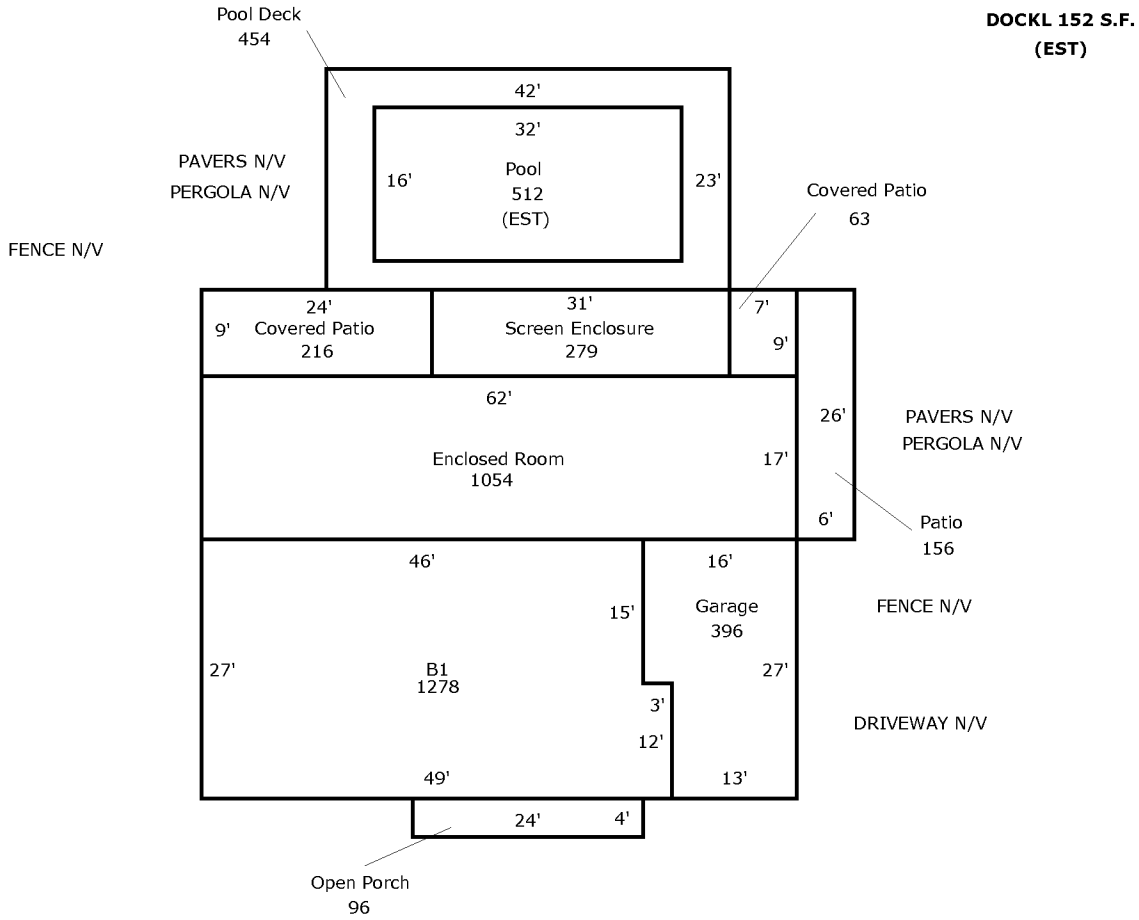 Pool Deck
454
DOCKL 152 S.F.
(EST)
42'
32'
Pool
512
(EST)
16'
23'
PAVERS N/V
PERGOLA N/V
Covered Patio
63
FENCE N/V
24'
9'
Covered Patio
216
31'
Screen Enclosure
279
7'
9'
62'
Enclosed Room
1054
17'
26'
6'
PAVERS N/V
PERGOLA N/V
Patio
156
46'
16'
15'
Garage
396
FENCE N/V
27'
B1
1278
27'
3'
12'
DRIVEWAY N/V
49'
13'
24'
4'
Open Porch
96